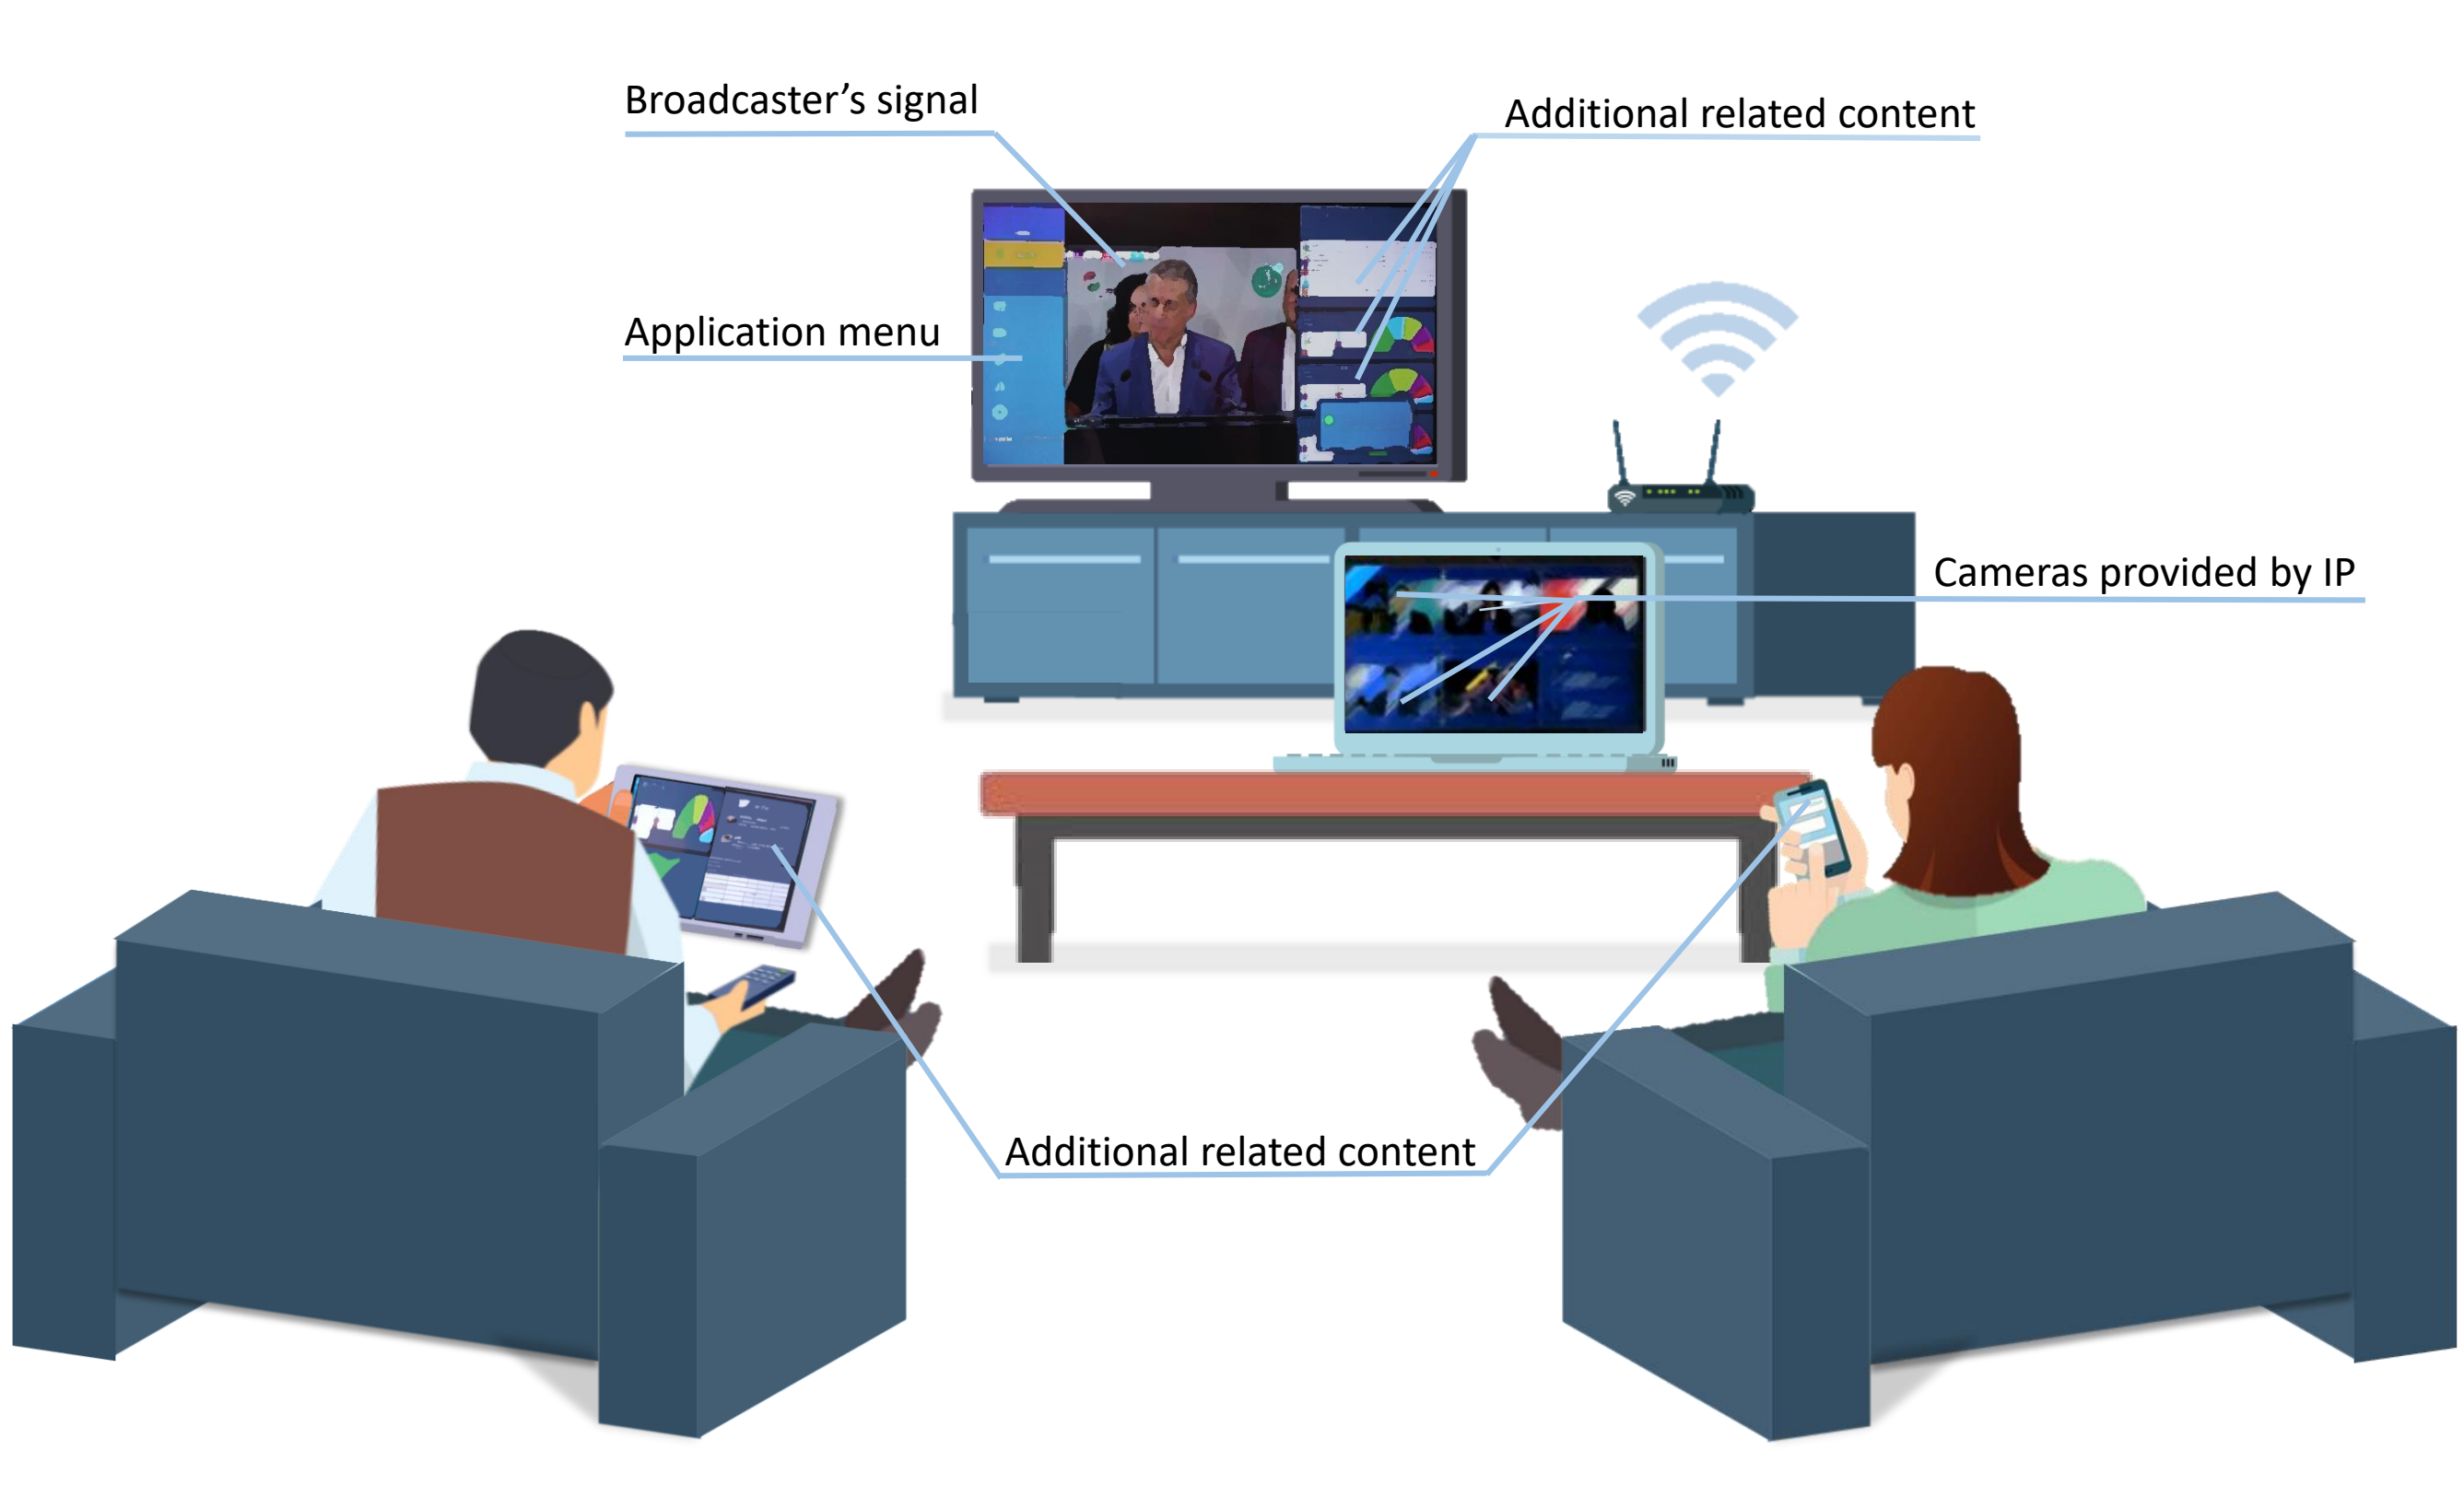 Broadcaster’s signal
Additional related content
Application menu
Cameras provided by IP
Additional related content